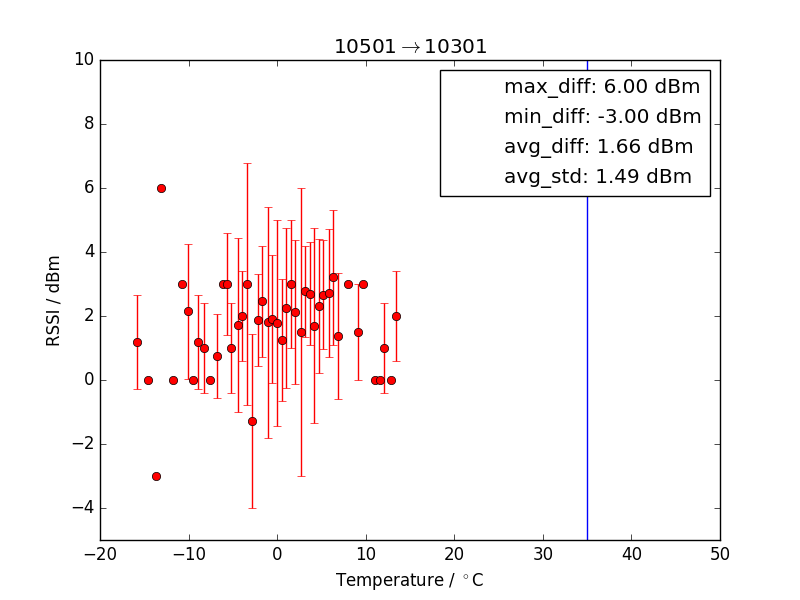 10501→10301
max_diff: 6.00 dBm
min_diff: -3.00 dBm
avg_diff: 1.66 dBm
avg_std: 1.49 dBm
10
8
6
4
2
0
−2
−4
RSSI / dBm
−20 −10 0 10 20 30 40 50
Temperature / °C